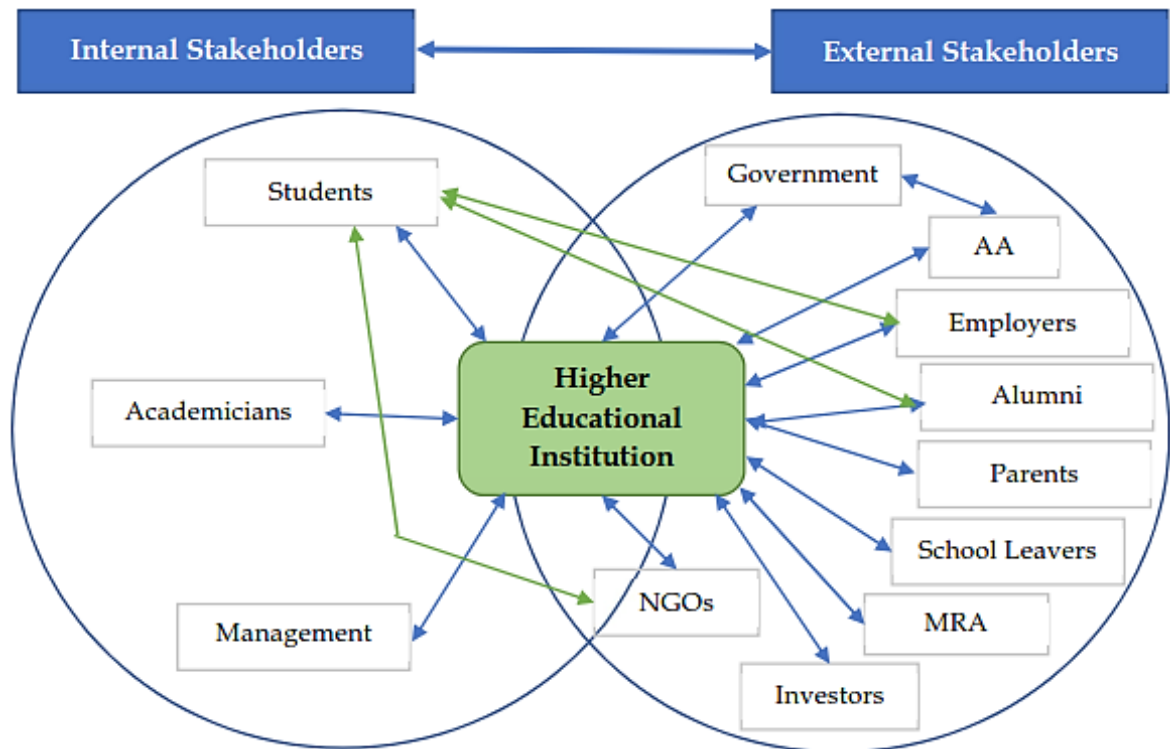 Internal Stakeholders
External Stakeholders
Students
Government
AA
Employers
Higher
Educational
Institution
Academicians
Alumni
Parents
School Leavers
NGOs
MRA
Management
Investors